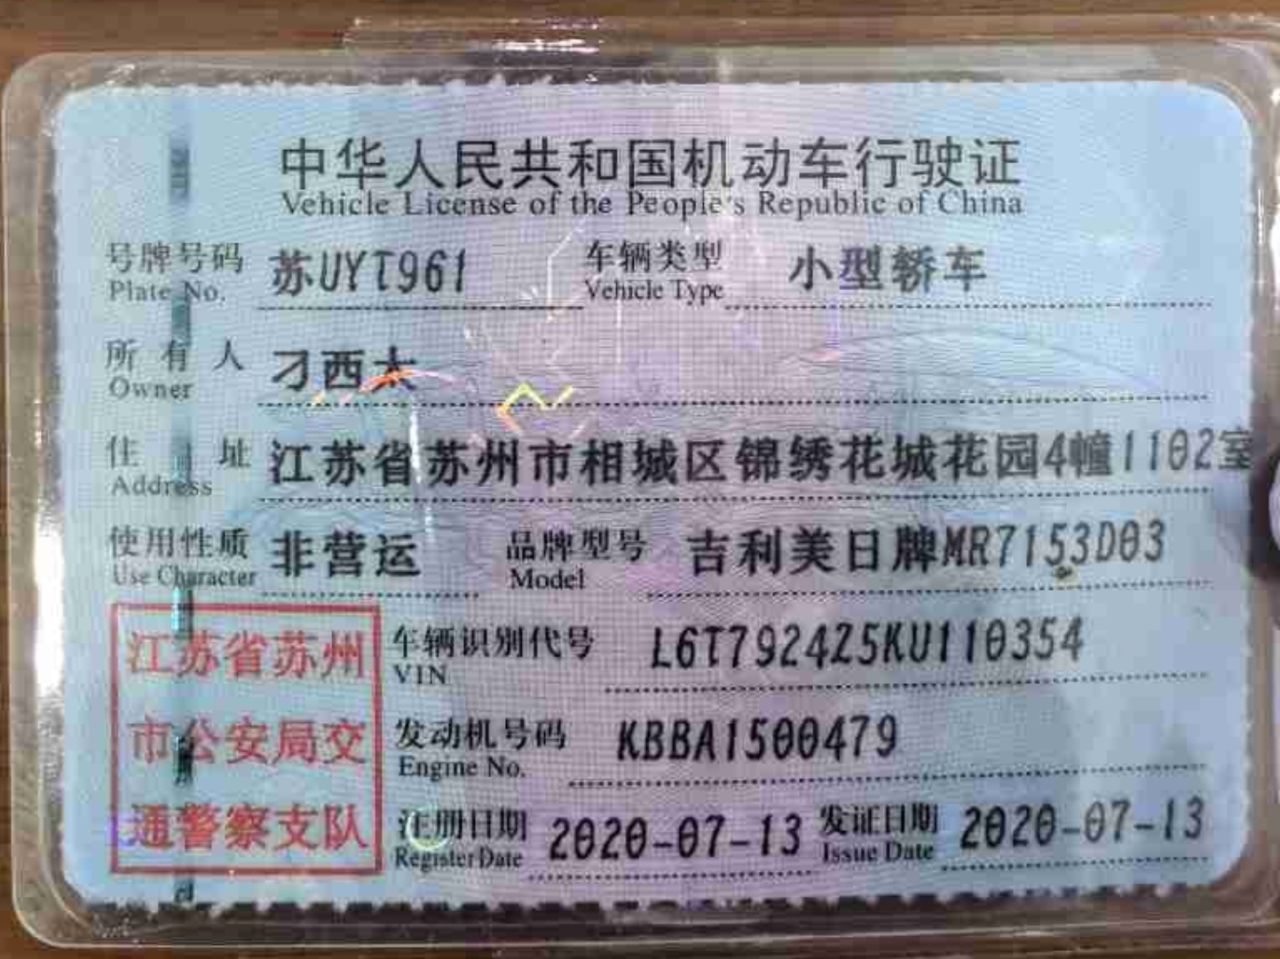 中华人民共和国机动车行驶证
Vehicle License of the People's Republic of China
号牌号码 苏UYT961 车辆类型 小型轿车
Plate No. Vehicle Type
所有人 刁西太
Owner
住址 江苏省苏州市相城区锦绣花城花园4幢1102室
Address
使用性质 非营运 品牌型号 吉利美日牌MR7153D03
Use Character Model
江苏省苏州 车辆识别代号 L6T7924Z5KU110354
VIN
市公安局交 发动机号码 KBBA1500479
Engine No.
通警察支队 注册日期 2020-07-13 发证日期 2020-07-13
Register Date Issue Date